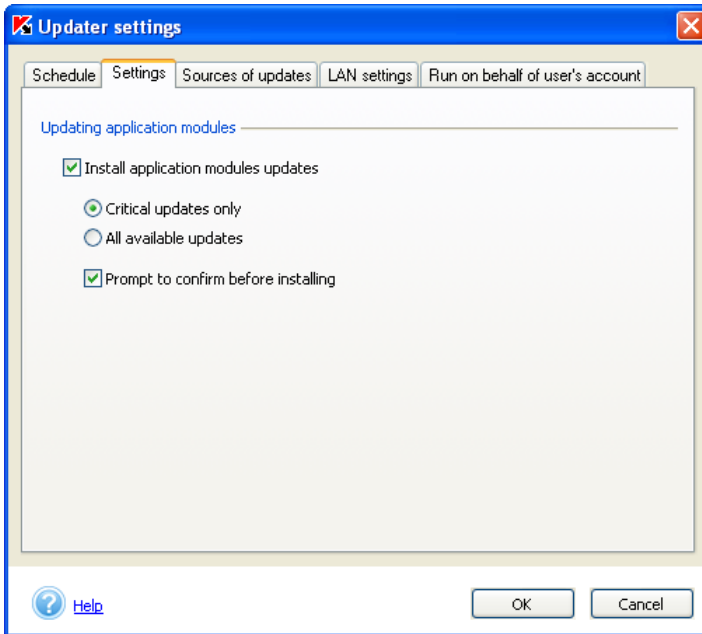 Updater settings
Schedule Settings Sources of updates LAN settings Run on behalf of user's account
Updating application modules
Install application modules updates
Critical updates only
All available updates
Prompt to confirm before installing
Help OK Cancel